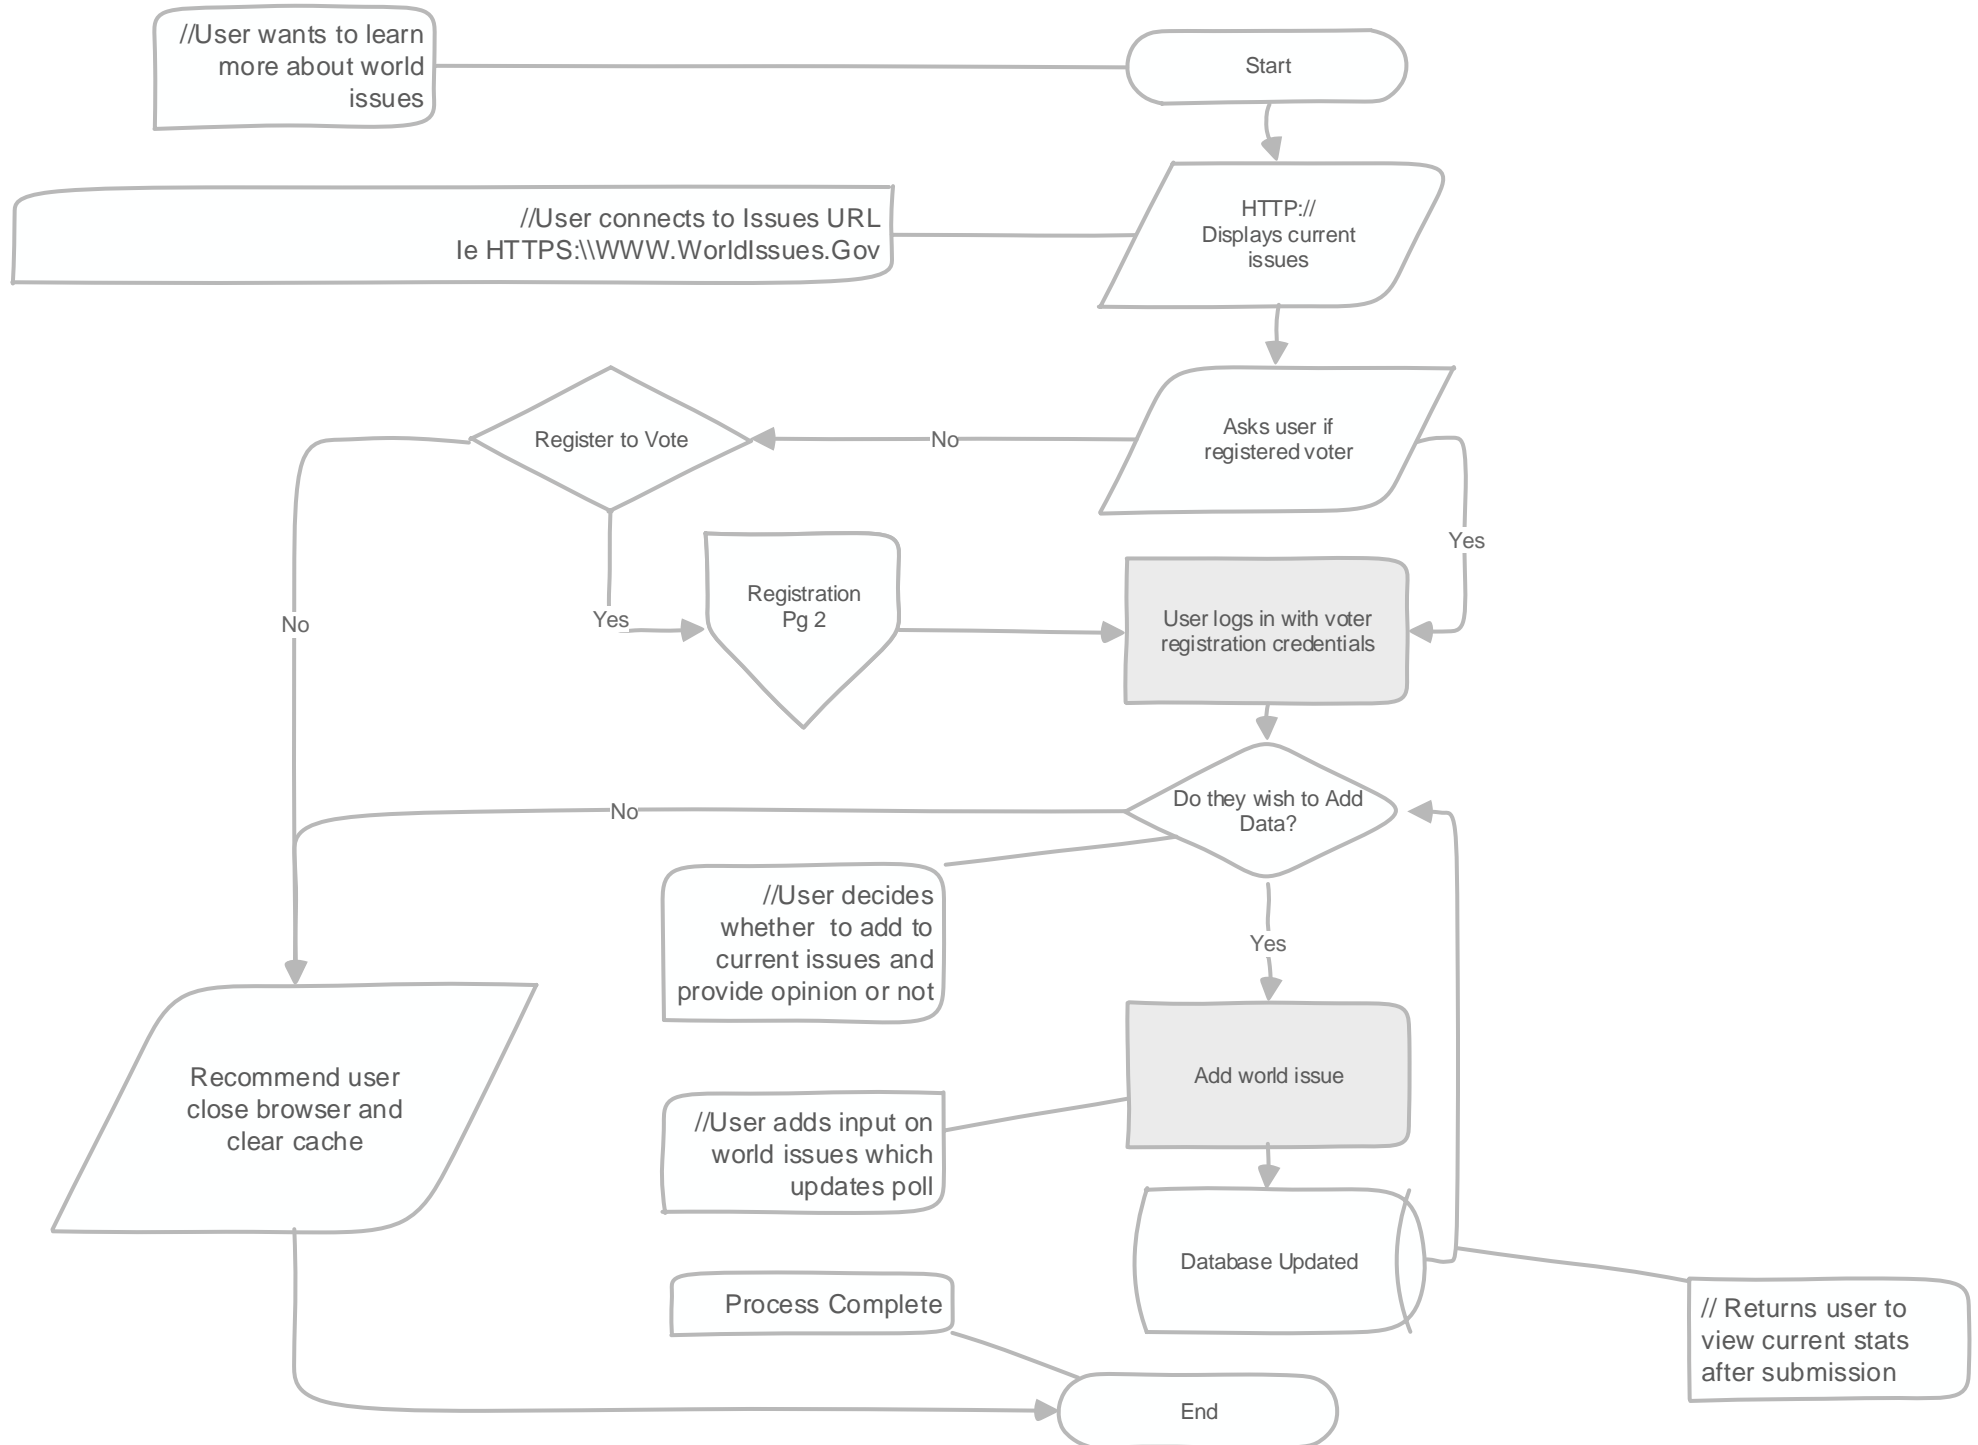 //User wants to learn
more about world
issues
Start
//User connects to Issues URL
Ie HTTPS:\\WWW.WorldIssues.Gov
HTTP://
Displays current
issues
Register to Vote
No
Asks user if
registered voter
Yes
No
Yes
Registration
Pg 2
User logs in with voter
registration credentials
No
Do they wish to Add
Data?
//User decides
whether  to add to
current issues and
provide opinion or not
Yes
Recommend user
close browser and
clear cache
Add world issue
//User adds input on
world issues which
updates poll
Database Updated
Process Complete
// Returns user to
view current stats
after submission
End